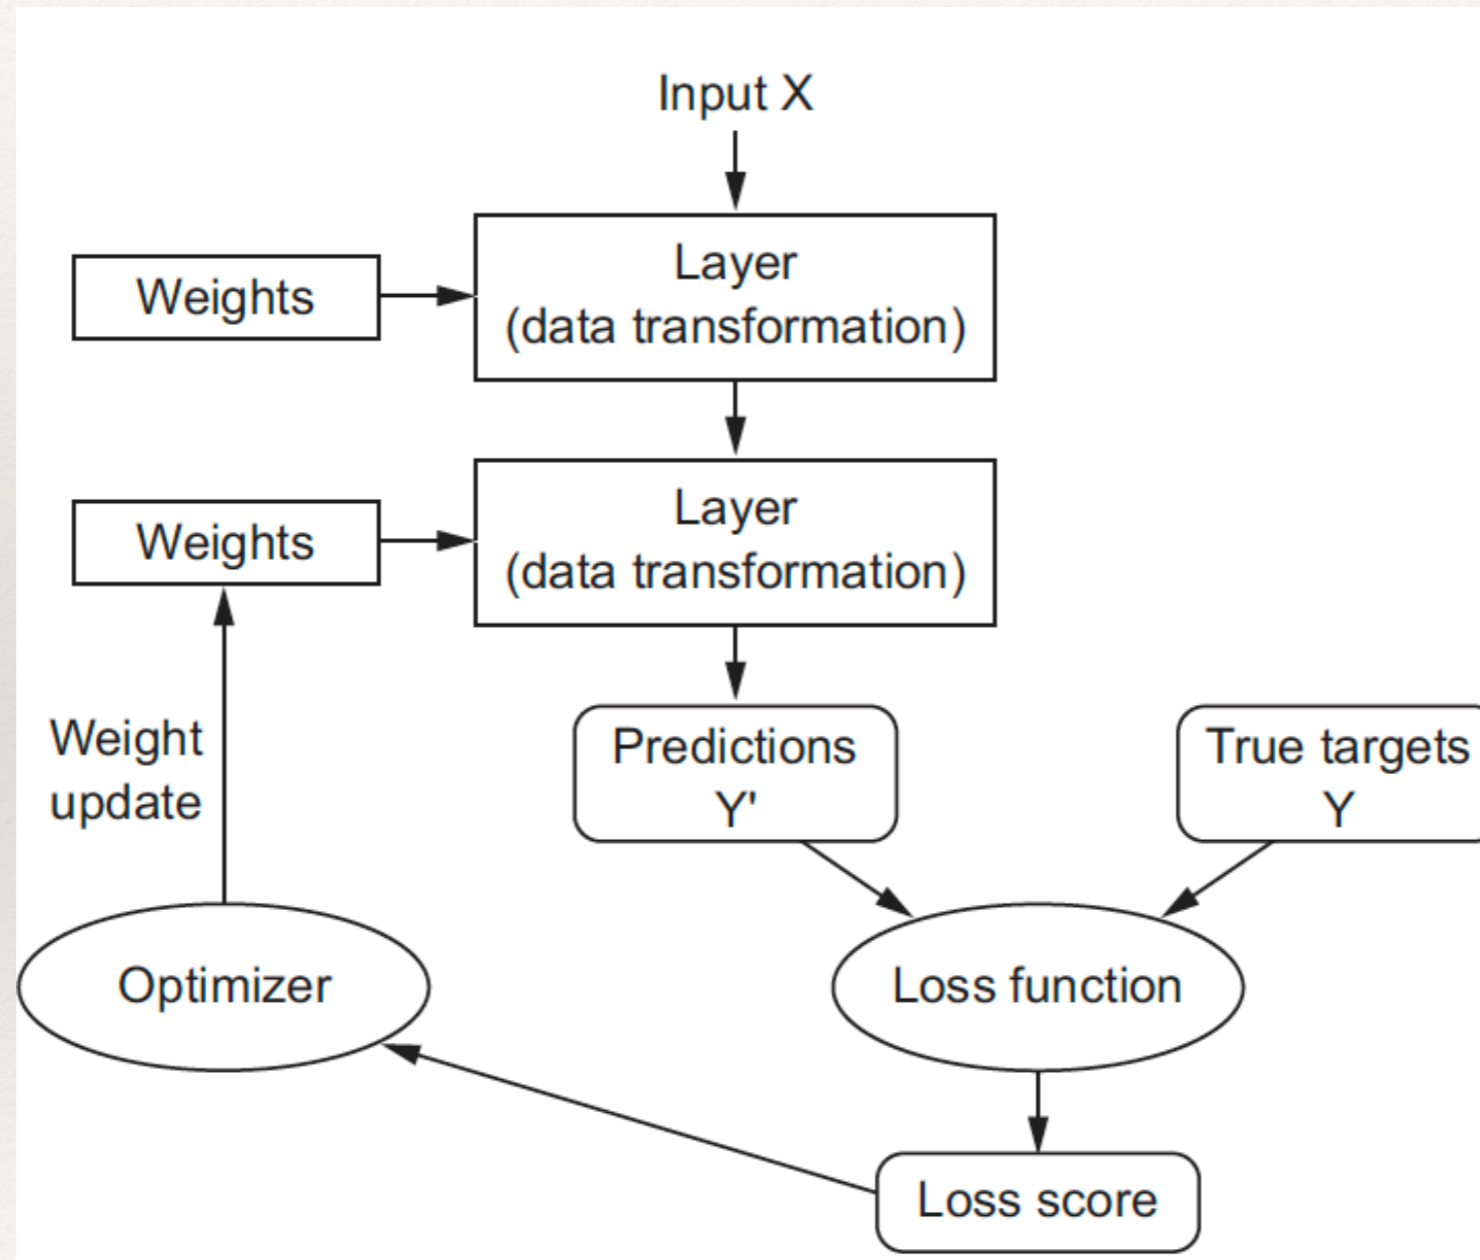 Input X
Weights
Layer
(data transformation)
Weights
Layer
(data transformation)
Weight
update
Predictions
Y'
True targets
Y
Optimizer
Loss function
Loss score